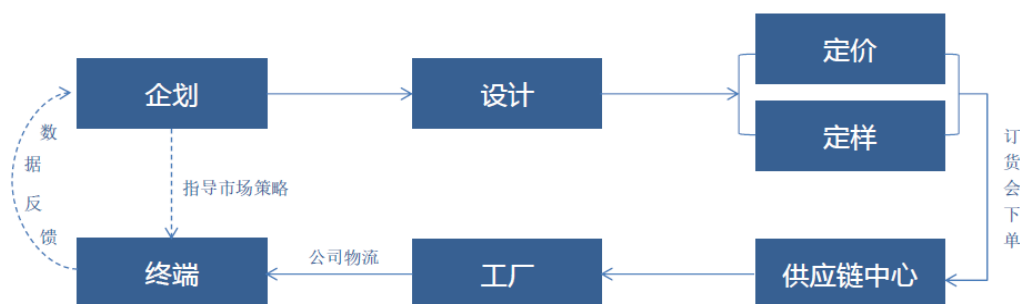 企划
设计
定价
定样
数据反馈
指导市场策略
订货会下单
终端
公司物流
工厂
供应链中心